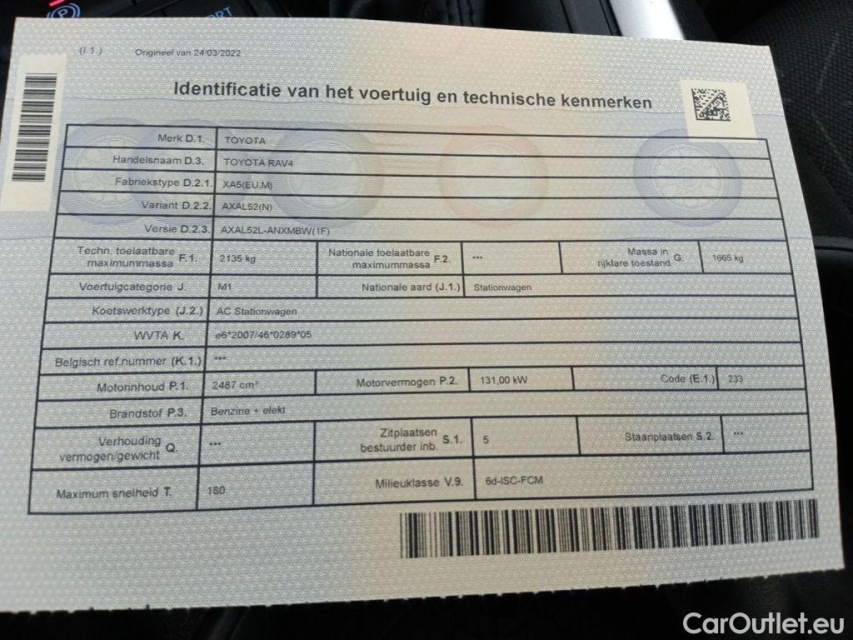 PORT
(I.1.) Origineel van 24/03/2022
Identificatie van het voertuig en technische kenmerken
Merk D.1. TOYOTA
Handelsnaam D.3. TOYOTA RAV4
Fabriekstype D.2.1. XA5(EU,M)
Variant D.2.2. AXAL52(N)
Versie D.2.3. AXAL52L-ANXMBW(1F)
Techn. toelaatbare maximummassa F.1. 2135 kg Nationale toelaatbare maximummassa F.2. *** Massa in rijklare toestand G. 1665 kg
Voertuigcategorie J. M1 Nationale aard (J.1.) Stationwagen
Koetswerktype (J.2.) AC Stationwagen
WVTA K. e6*2007/46*0289*05
Belgisch ref.nummer (K.1.) ***
Motorinhoud P.1. 2487 cm³ Motorvermogen P.2. 131,00 kW Code (E.1.) 233
Brandstof P.3. Benzine + elekt
Verhouding vermogen/gewicht Q. *** Zitplaatsen bestuurder inb. S.1. 5 Staanplaatsen S.2. ***
Maximum snelheid T. 180 Milieuklasse V.9. 6d-ISC-FCM
CarOutlet.eu